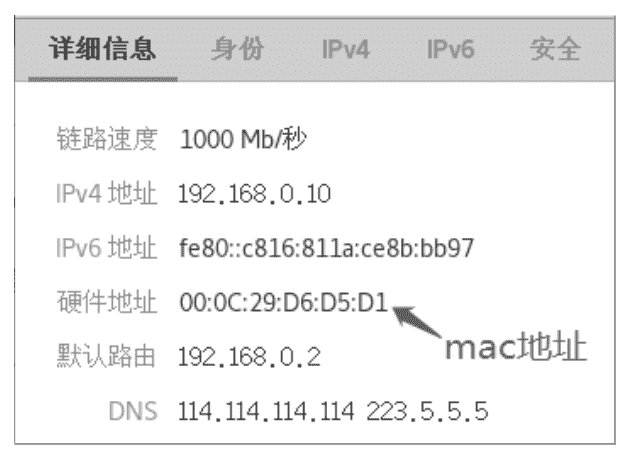 详细信息 身份 IPv4 IPv6 安全
链路速度 1000 Mb/秒
IPv4 地址 192.168.0.10
IPv6 地址 fe80::c816:811a:ce8b:bb97
硬件地址 00:0C:29:D6:D5:D1
mac地址
默认路由 192.168.0.2
DNS 114.114.114.114 223.5.5.5